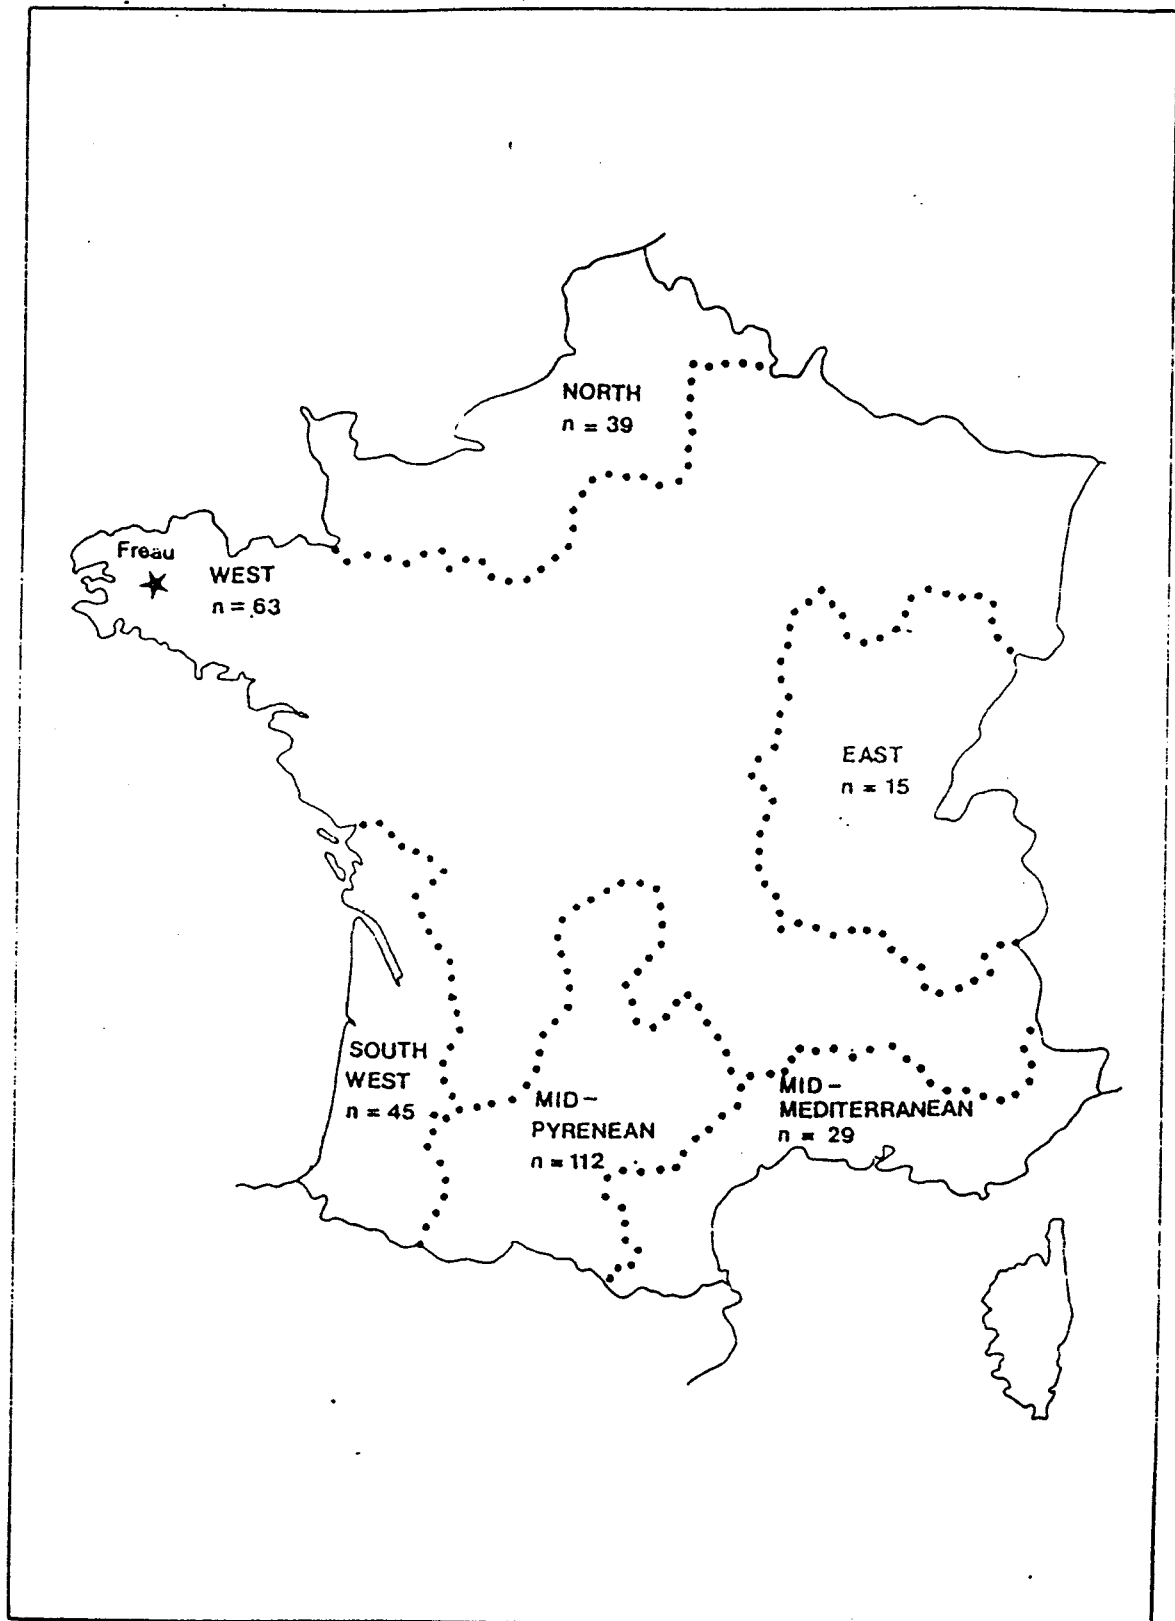 NORTH
n = 39
Freau
WEST
n = 63
EAST
n = 15
SOUTH
WEST
n = 45
MID-
PYRENEAN
n = 112
MID-
MEDITERRANEAN
n = 29